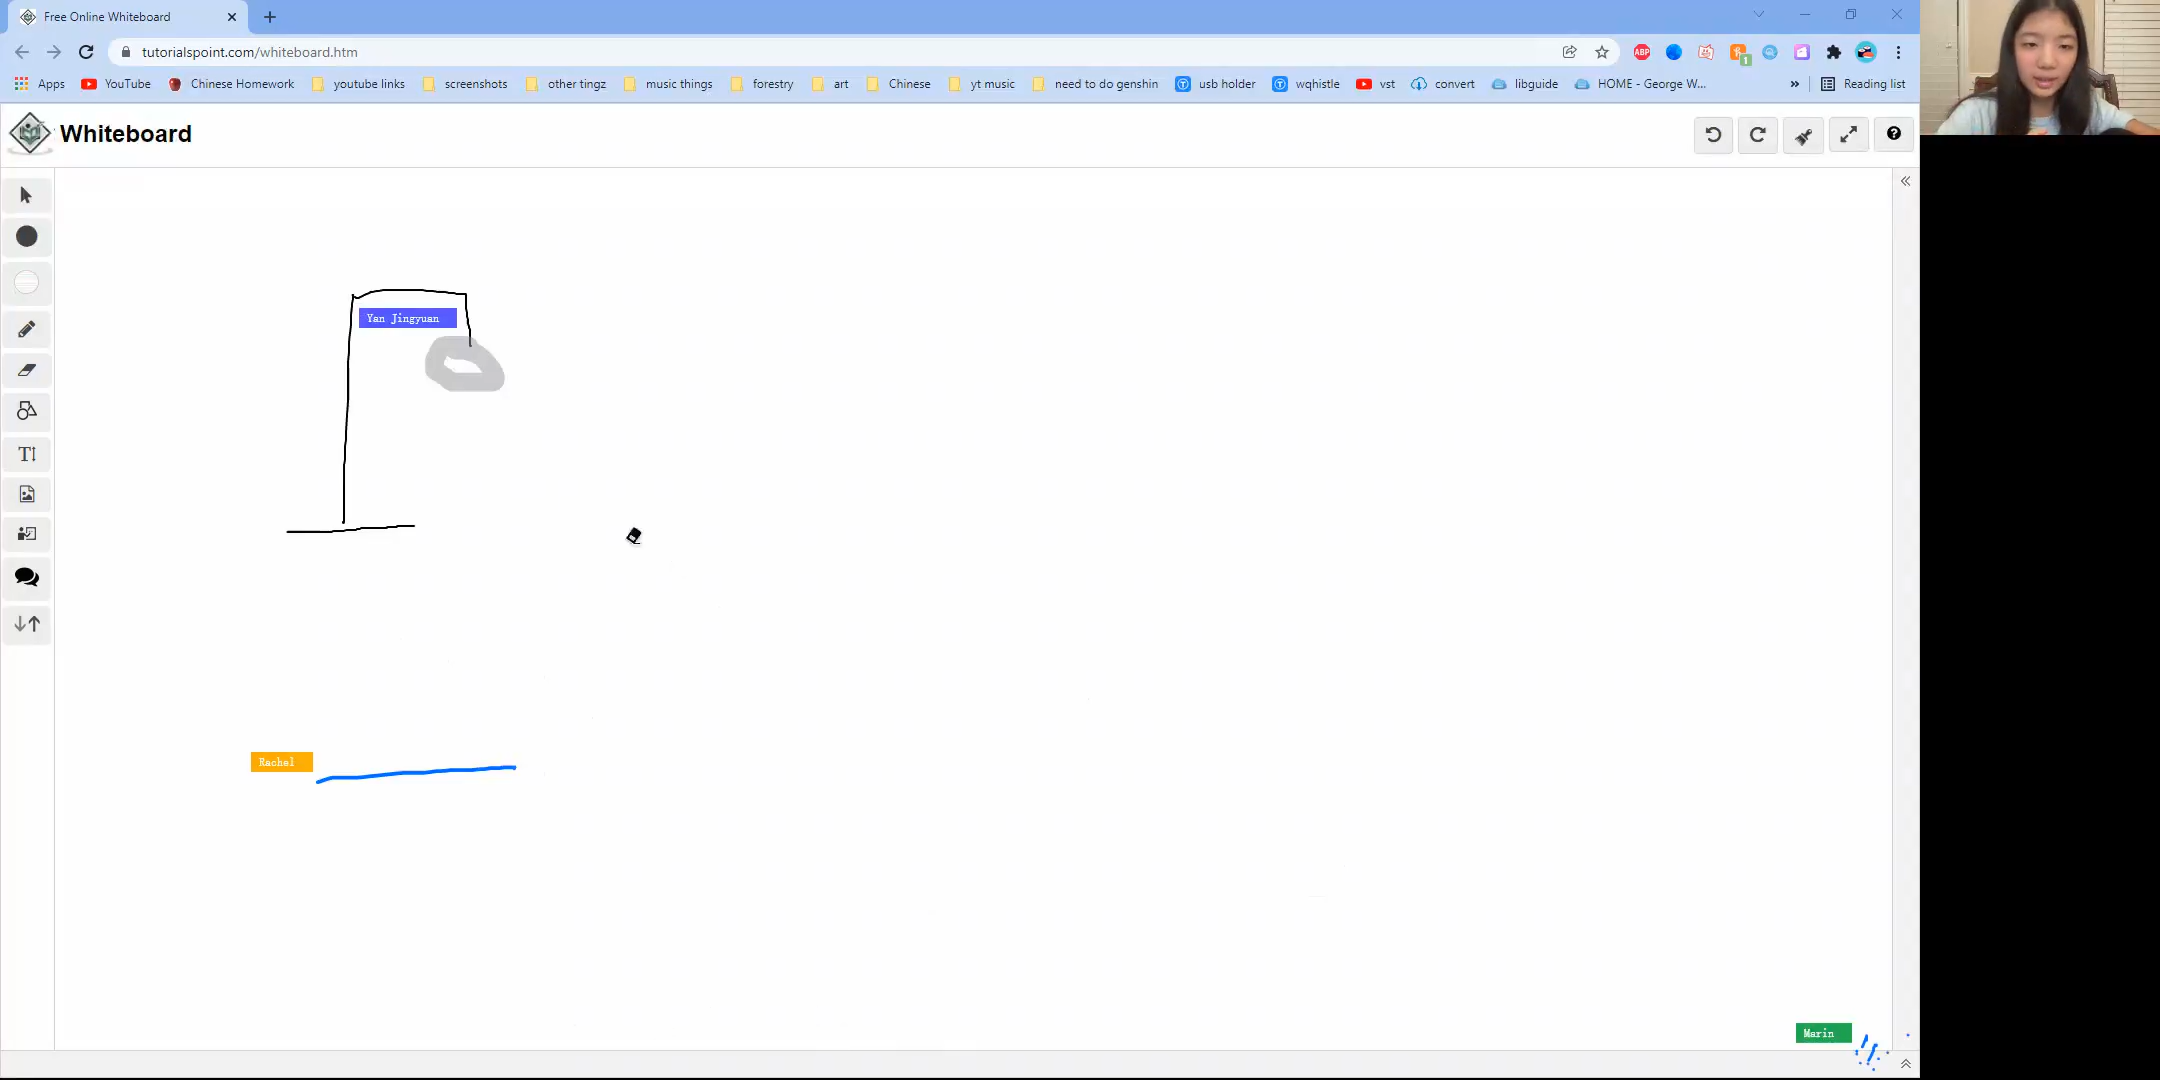 Free Online Whiteboard
tutorialspoint.com/whiteboard.htm
ABP
1
Apps YouTube Chinese Homework youtube links screenshots other tingz music things forestry art Chinese yt music need to do genshin usb holder wqhistle vst convert libguide HOME - George W... » Reading list
Whiteboard
Yan Jingyuan
Rachel
Marin